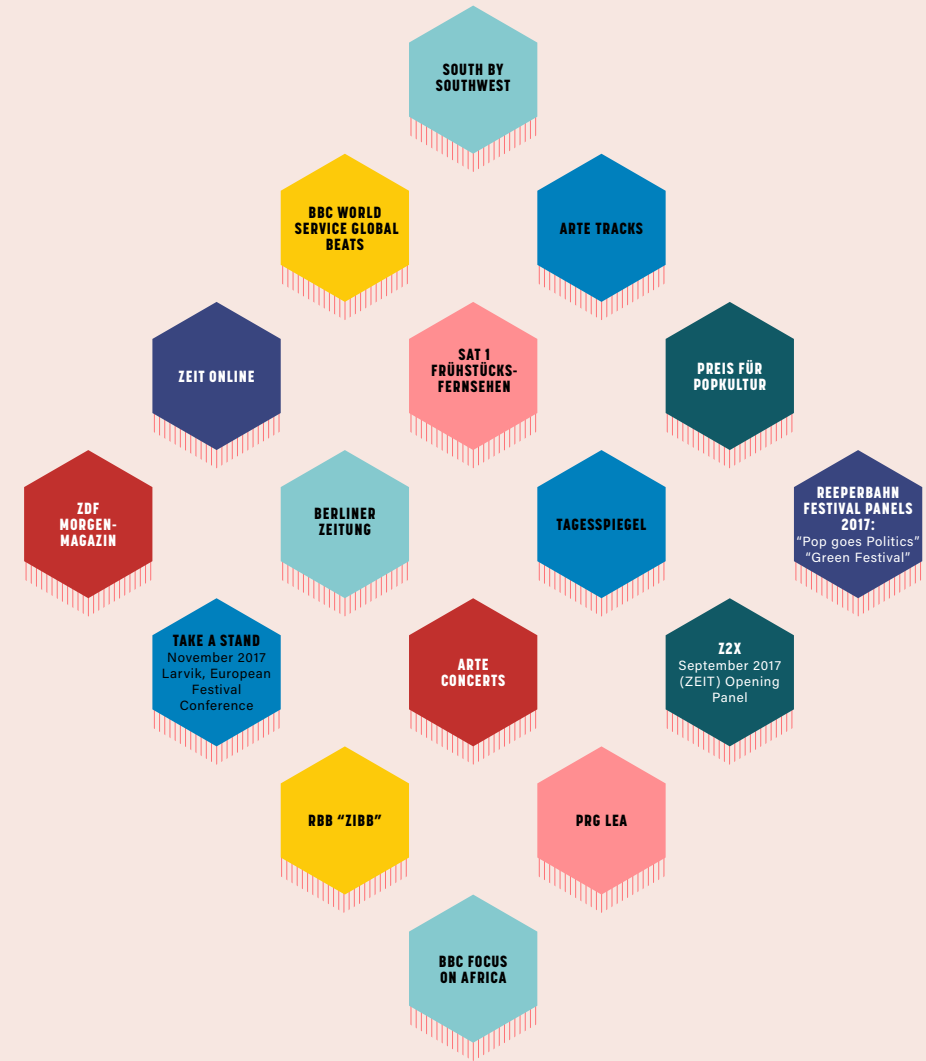 SOUTH BY
SOUTHWEST
BBC WORLD
SERVICE GLOBAL
BEATS
ARTE TRACKS
ZEIT ONLINE
SAT 1
FRÜHSTÜCKS-
FERNSEHEN
PREIS FÜR
POPKULTUR
ZDF
MORGEN-
MAGAZIN
BERLINER
ZEITUNG
TAGESSPIEGEL
REEPERBAHN
FESTIVAL PANELS
2017:
“Pop goes Politics”
“Green Festival”
TAKE A STAND
November 2017
Larvik, European
Festival
Conference
ARTE
CONCERTS
Z2X
September 2017
(ZEIT) Opening
Panel
RBB “ZIBB”
PRG LEA
BBC FOCUS
ON AFRICA